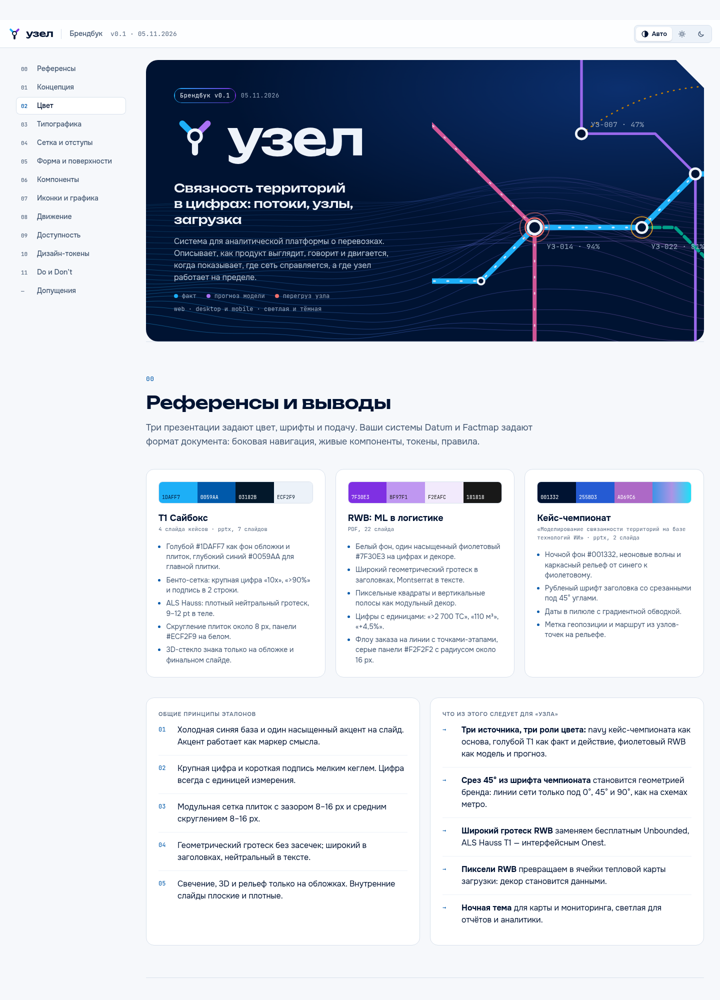 узел
Брендбук v0.1 · 05.11.2026
Авто
00 Референсы
01 Концепция
02 Цвет
03 Типографика
04 Сетка и отступы
05 Форма и поверхности
06 Компоненты
07 Иконки и графика
08 Движение
09 Доступность
10 Дизайн-токены
11 Do и Don't
— Допущения
Брендбук v0.1 05.11.2026
узел
Связность территорий
в цифрах: потоки, узлы,
загрузка
Система для аналитической платформы о перевозках.
Описывает, как продукт выглядит, говорит и двигается,
когда показывает, где сеть справляется, а где узел
работает на пределе.
факт прогноз модели перегруз узла
web · desktop и mobile · светлая и тёмная
УЗ-007 · 47%
УЗ-014 · 94%
УЗ-022 ·
00
Референсы и выводы
Три презентации задают цвет, шрифты и подачу. Ваши системы Datum и Factmap задают
формат документа: боковая навигация, живые компоненты, токены, правила.
1DAFF7 0059AA 03182B ECF2F9
Т1 Сайбокс
4 слайда кейсов · pptx, 7 слайдов
Голубой #1DAFF7 как фон обложки и
плиток, глубокий синий #0059AA для
главной плитки.
Бенто-сетка: крупная цифра «10x», «>90%»
и подпись в 2 строки.
ALS Hauss: плотный нейтральный гротеск,
9–12 pt в теле.
Скругление плиток около 8 px, панели
#ECF2F9 на белом.
3D-стекло знака только на обложке и
финальном слайде.
7F30E3 BF97F1 F2EAFC 181818
RWB: ML в логистике
PDF, 22 слайда
Белый фон, один насыщенный фиолетовый
#7F30E3 на цифрах и декоре.
Широкий геометрический гротеск в
заголовках, Montserrat в тексте.
Пиксельные квадраты и вертикальные
полосы как модульный декор.
Цифры с единицами: «>2 700 ТС», «110 м³»,
«+4,5%».
Флоу заказа на линии с точками-этапами,
серые панели #F2F2F2 с радиусом около
16 px.
001332 255BD3 AD69C6
Кейс-чемпионат
«Моделирование связанности территорий на базе
технологий ИИ» · pptx, 2 слайда
Ночной фон #001332, неоновые волны и
каркасный рельеф от синего к
фиолетовому.
Рубленый шрифт заголовка со срезанными
под 45° углами.
Даты в пилюле с градиентной обводкой.
Метка геопозиции и маршрут из узлов-
точек на рельефе.
ОБЩИЕ ПРИНЦИПЫ ЭТАЛОНОВ
01 Холодная синяя база и один насыщенный акцент на слайд.
Акцент работает как маркер смысла.
02 Крупная цифра и короткая подпись мелким кеглем. Цифра
всегда с единицей измерения.
03 Модульная сетка плиток с зазором 8–16 px и средним
скруглением 8–16 px.
04 Геометрический гротеск без засечек; широкий в
заголовках, нейтральный в тексте.
05 Свечение, 3D и рельеф только на обложках. Внутренние
слайды плоские и плотные.
ЧТО ИЗ ЭТОГО СЛЕДУЕТ ДЛЯ «УЗЛА»
→ Три источника, три роли цвета: navy кейс-чемпионата как
основа, голубой Т1 как факт и действие, фиолетовый RWB
как модель и прогноз.
→ Срез 45° из шрифта чемпионата становится геометрией
бренда: линии сети только под 0°, 45° и 90°, как на схемах
метро.
→ Широкий гротеск RWB заменяем бесплатным Unbounded,
ALS Hauss Т1 — интерфейсным Onest.
→ Пиксели RWB превращаем в ячейки тепловой карты
загрузки: декор становится данными.
→ Ночная тема для карты и мониторинга, светлая для
отчётов и аналитики.